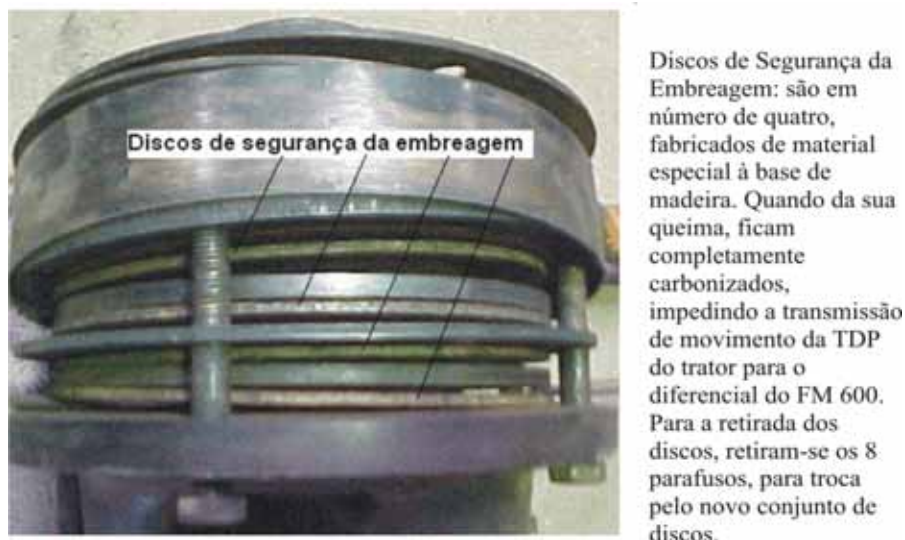 Discos de segurança da embreagem
Discos de Segurança da
Embreagem: são em
número de quatro,
fabricados de material
especial à base de
madeira. Quando da sua
queima, ficam
completamente
carbonizados,
impedindo a transmissão
de movimento da TDP
do trator para o
diferencial do FM 600.
Para a retirada dos
discos, retiram-se os 8
parafusos, para troca
pelo novo conjunto de
discos.